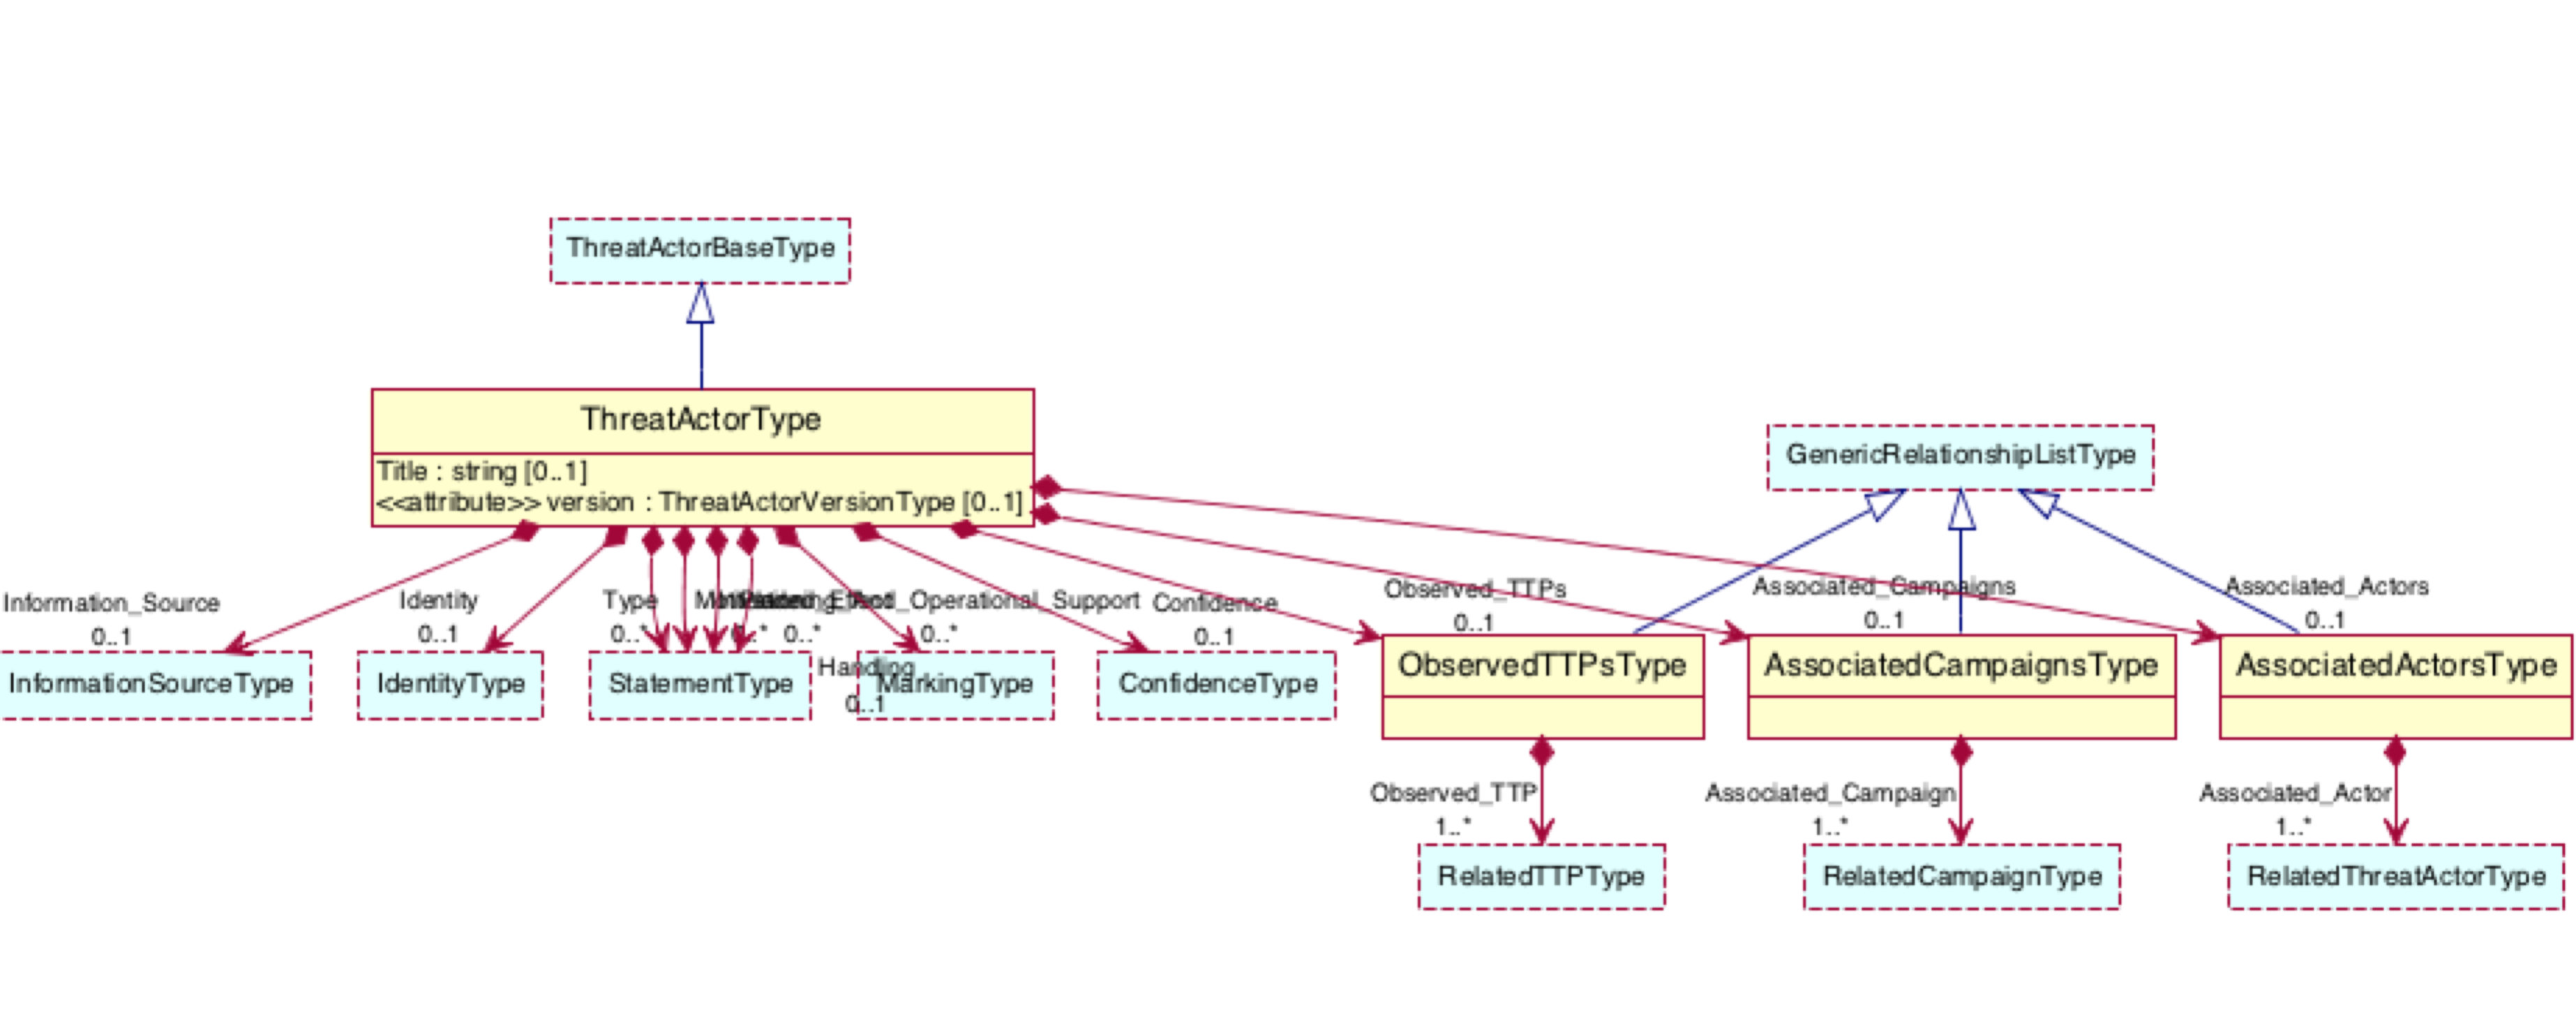 ThreatActorBaseType
ThreatActorType
Title : string [0..1]
<<attribute>> version : ThreatActorVersionType [0..1]
GenericRelationshipListType
Information_Source
0..1
Identity
0..1
Type
0..*
0..*
_Operational_Support
0..*
Confidence
0..1
Observed_TTPs
0..1
Associated_Campaigns
0..1
Associated_Actors
0..1
Handling
0..1
InformationSourceType
IdentityType
StatementType
MarkingType
ConfidenceType
ObservedTTPsType
AssociatedCampaignsType
AssociatedActorsType
Observed_TTP
1..*
Associated_Campaign
1..*
Associated_Actor
1..*
RelatedTTPType
RelatedCampaignType
RelatedThreatActorType